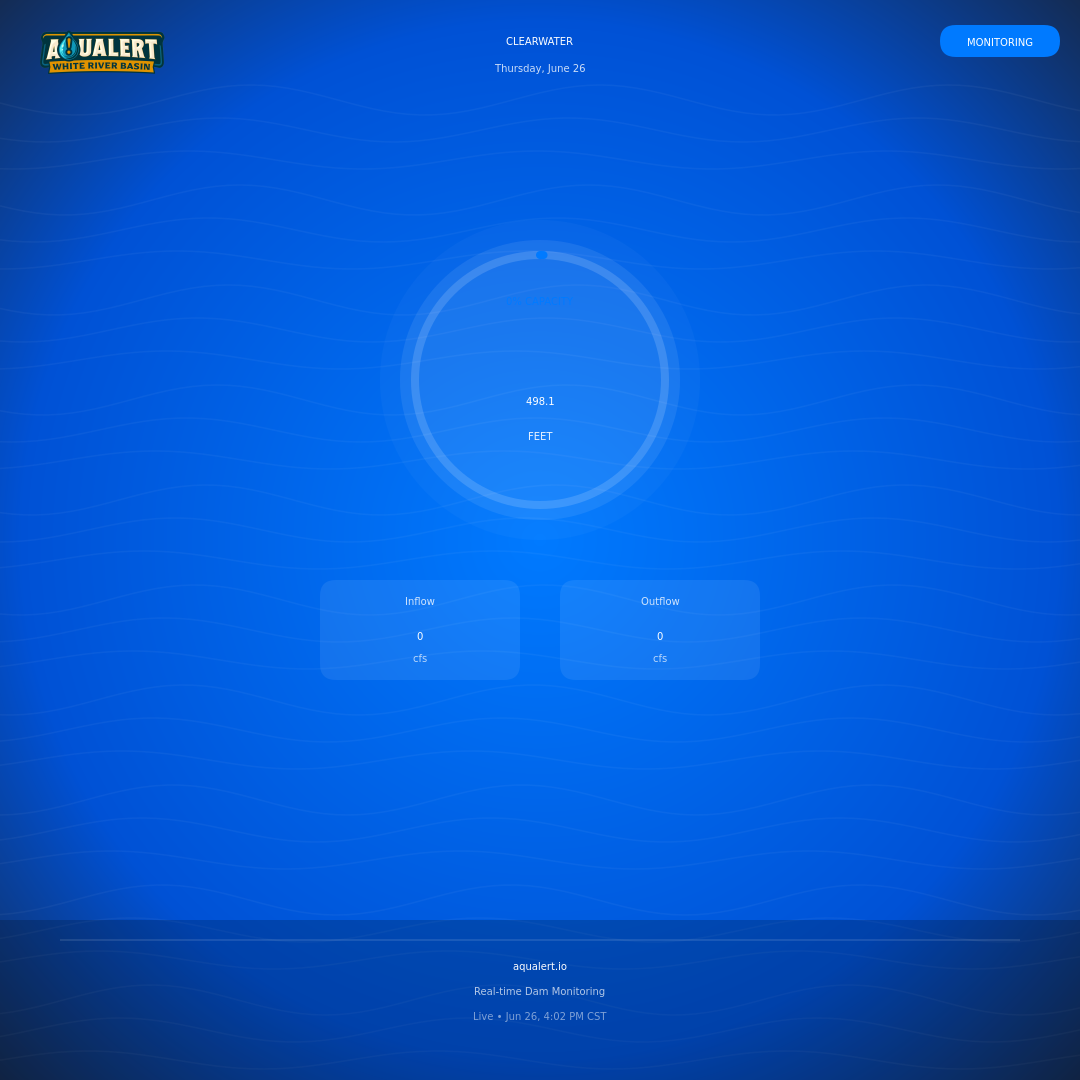 AQUALERT
WHITE RIVER BASIN
CLEARWATER
Thursday, June 26
MONITORING
498.1
FEET
Inflow
0
cfs
Outflow
0
cfs
aqualert.io
Real-time Dam Monitoring
Live • Jun 26, 4:02 PM CST